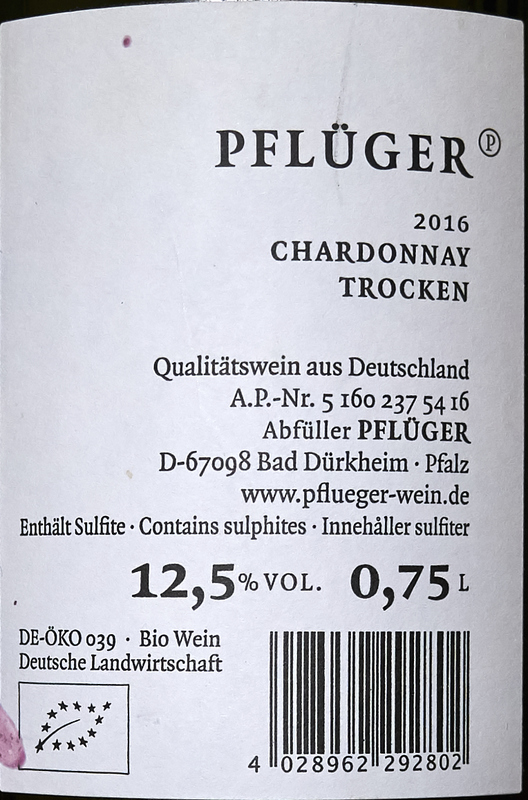 PFLÜGER Ⓟ
2016
CHARDONNAY
TROCKEN
Qualitätswein aus Deutschland
A.P.-Nr. 5 160 237 54 16
Abfüller PFLÜGER
D-67098 Bad Dürkheim · Pfalz
www.pflueger-wein.de
Enthält Sulfite · Contains sulphites · Innehåller sulfiter
12,5% VOL. 0,75 L
DE-ÖKO 039 · Bio Wein
Deutsche Landwirtschaft
4 028962 292802